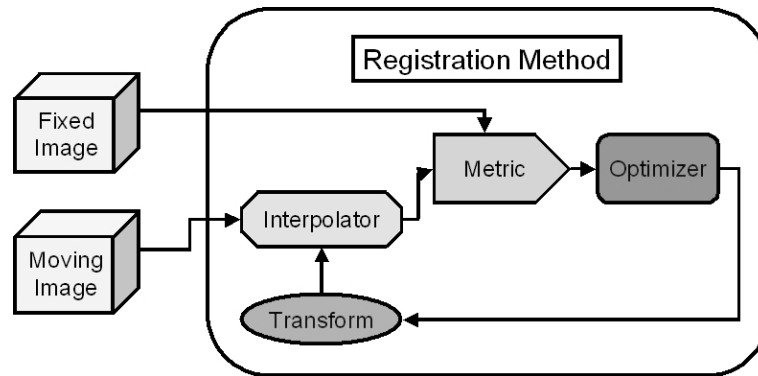 Registration Method
Fixed
Image
Metric
Optimizer
Interpolator
Moving
Image
Transform